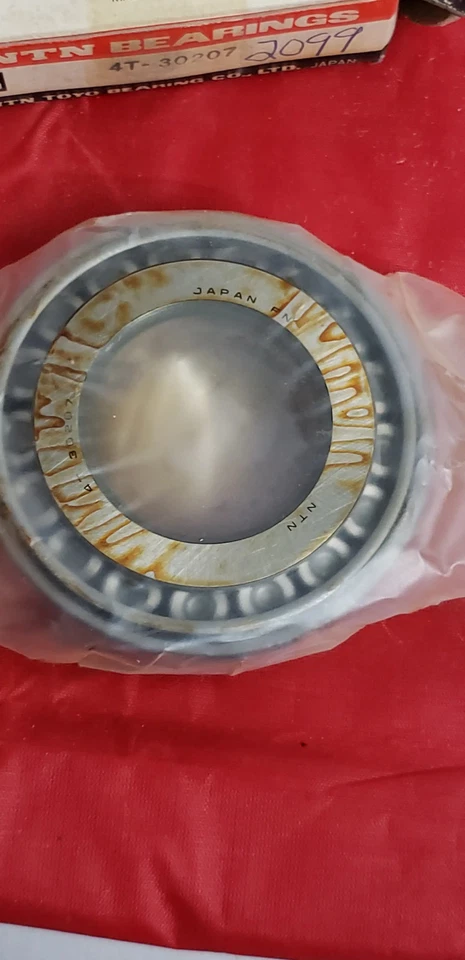 NTN BEARINGS
4T-30207 2099
NTN TOYO BEARING CO., LTD. JAPAN
JAPAN
4T-30207
NTN